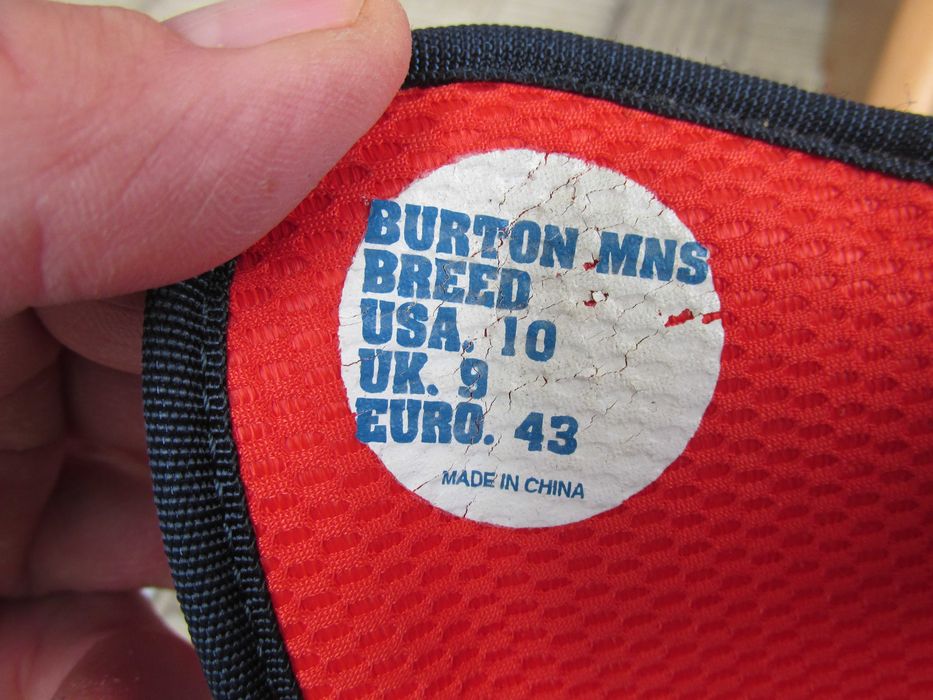 BURTON MNS
BREED
USA. 10
UK. 9
EURO. 43
MADE IN CHINA